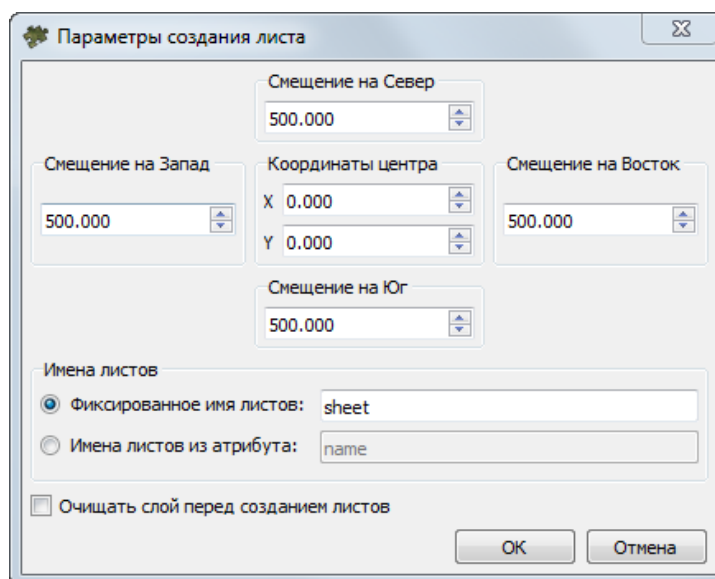 Параметры создания листа
Смещение на Север
500.000
Смещение на Запад
500.000
Координаты центра
X 0.000
Y 0.000
Смещение на Восток
500.000
Смещение на Юг
500.000
Имена листов
Фиксированное имя листов: sheet
Имена листов из атрибута: name
Очищать слой перед созданием листов
OK Отмена